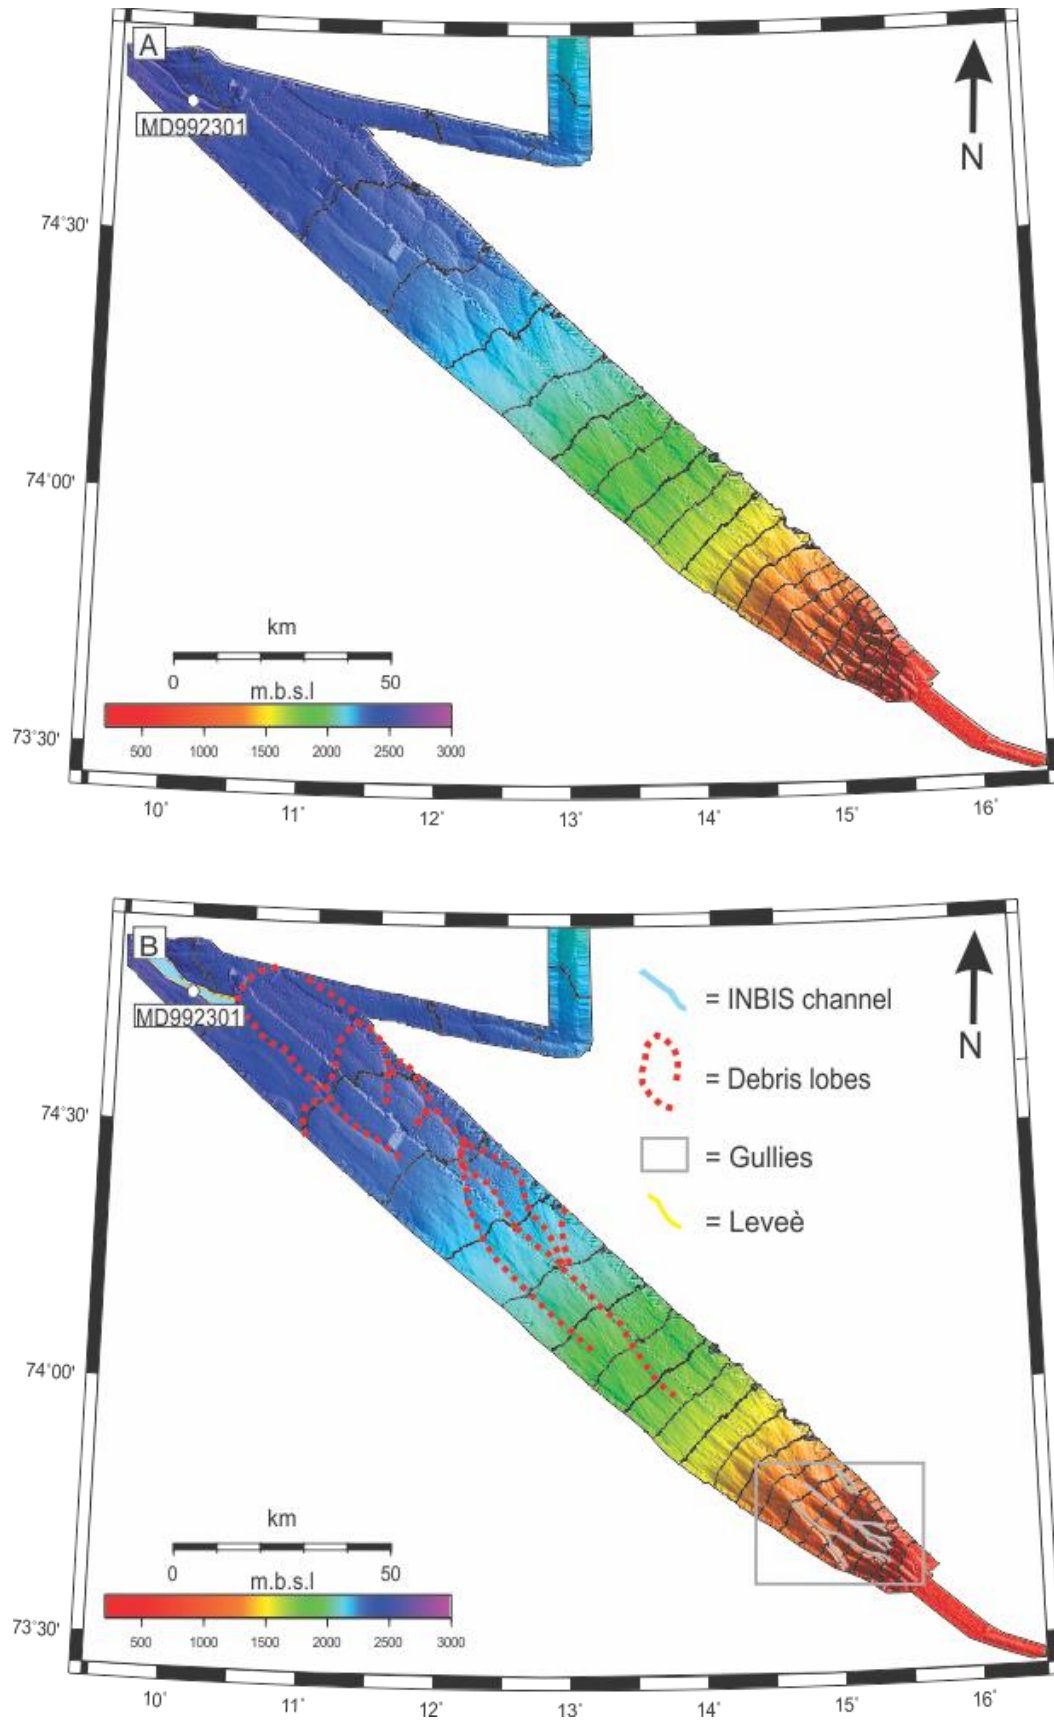 A
MD992301
N
74°30'
74°00'
73°30'
km
0 50
m.b.s.l
500 1000 1500 2000 2500 3000
10° 11° 12° 13° 14° 15° 16°
B
MD992301
N
= INBIS channel
= Debris lobes
= Gullies
= Leveè
74°30'
74°00'
73°30'
km
0 50
m.b.s.l
500 1000 1500 2000 2500 3000
10° 11° 12° 13° 14° 15° 16°